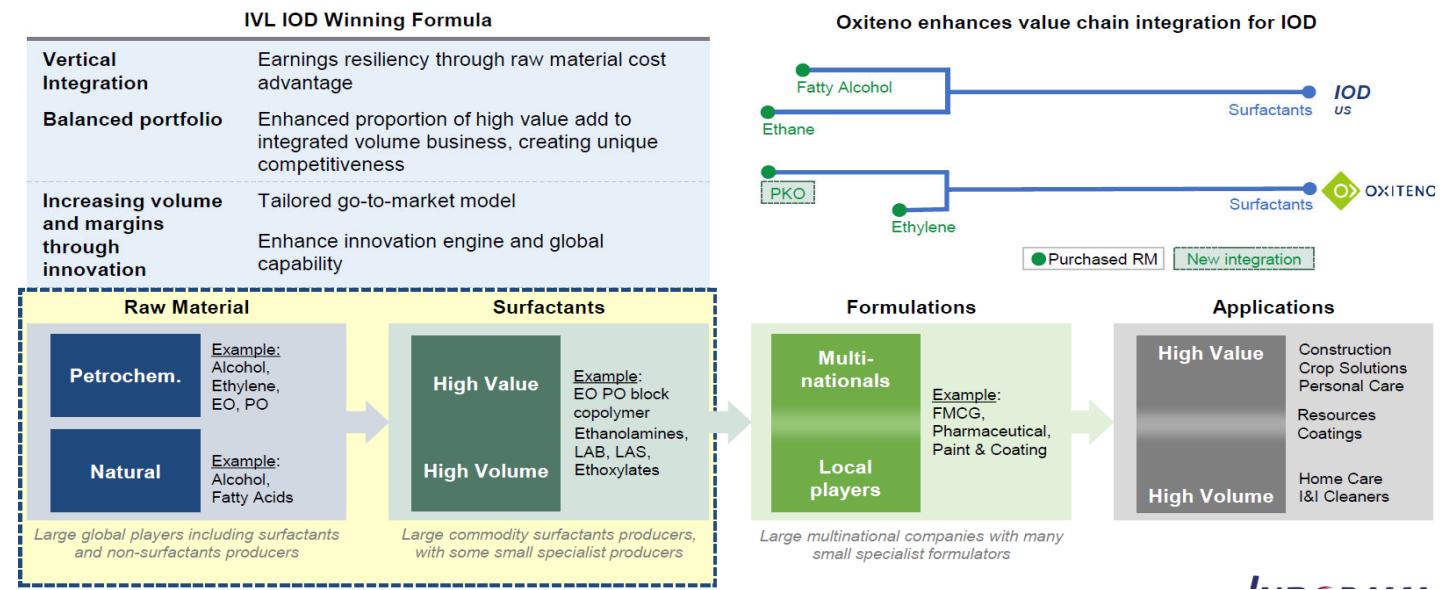 IVL IOD Winning Formula
Vertical
Integration
Earnings resiliency through raw material cost
advantage
Balanced portfolio
Enhanced proportion of high value add to
integrated volume business, creating unique
competitiveness
Increasing volume
and margins
through
innovation
Tailored go-to-market model
Enhance innovation engine and global
capability
Oxiteno enhances value chain integration for IOD
Fatty Alcohol
Ethane
Surfactants
IOD
US
PKO
Ethylene
Surfactants
OXITENO
Purchased RM
New integration
Raw Material
Petrochem.
Example:
Alcohol,
Ethylene,
EO, PO
Natural
Example:
Alcohol,
Fatty Acids
Large global players including surfactants
and non-surfactants producers
Surfactants
High Value
High Volume
Example:
EO PO block
copolymer
Ethanolamines,
LAB, LAS,
Ethoxylates
Large commodity surfactants producers,
with some small specialist producers
Formulations
Multi-
nationals
Local
players
Example:
FMCG,
Pharmaceutical,
Paint & Coating
Large multinational companies with many
small specialist formulators
Applications
High Value
High Volume
Construction
Crop Solutions
Personal Care
Resources
Coatings
Home Care
I&I Cleaners